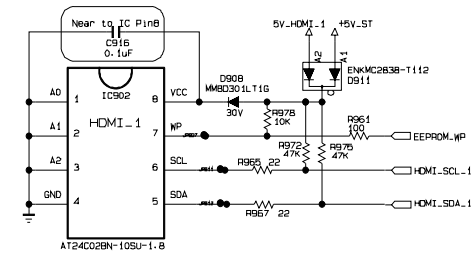 Near to IC Pin8
C916
0.1uF
5V_HDMI_1
+5V_ST
A2
A1
ENKMC2838-T112
D911
IC902
HDMI_1
A0 1
A1 2
A2 3
GND 4
8 VCC
7 WP
6 SCL
5 SDA
D908
MMBD301LT1G
30V
R978
10K
R961
100
EEPROM_WP
R972
47K
R975
47K
R965 22
HDMI_SCL_1
R967 22
HDMI_SDA_1
AT24C02BN-10SU-1.8